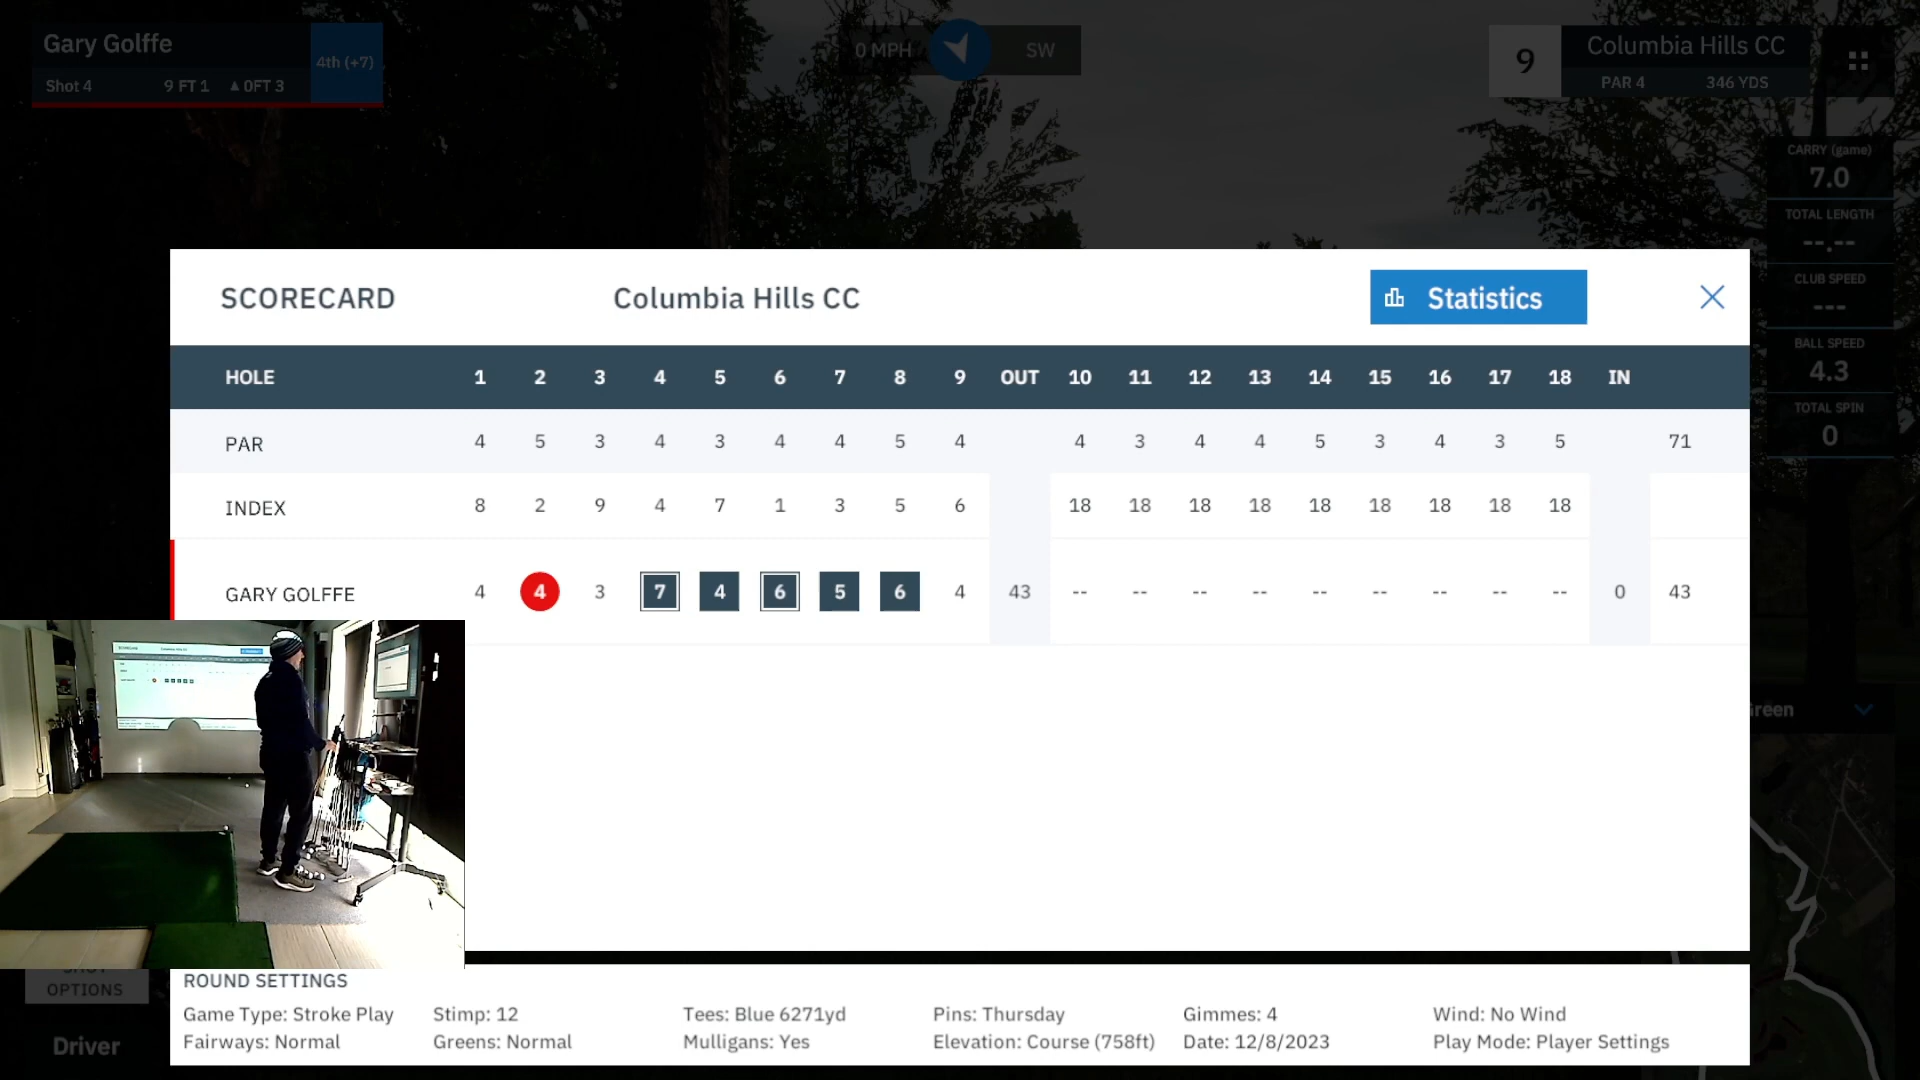 Gary Golffe
Shot 4 9 FT 1 ▲0FT 3
4th (+7)
0 MPH SW
9
Columbia Hills CC
PAR 4 346 YDS
CARRY (game)
7.0
TOTAL LENGTH
--.--
CLUB SPEED
---
BALL SPEED
4.3
TOTAL SPIN
0
SCORECARD Columbia Hills CC Statistics
HOLE 1 2 3 4 5 6 7 8 9 OUT 10 11 12 13 14 15 16 17 18 IN
PAR 4 5 3 4 3 4 4 5 4 4 3 4 4 5 3 4 3 5 71
INDEX 8 2 9 4 7 1 3 5 6 18 18 18 18 18 18 18 18 18
GARY GOLFFE 4 4 3 7 4 6 5 6 4 43 -- -- -- -- -- -- -- -- -- 0 43
OPTIONS
Driver
ROUND SETTINGS
Game Type: Stroke Play Stimp: 12 Tees: Blue 6271yd Pins: Thursday Gimmes: 4 Wind: No Wind
Fairways: Normal Greens: Normal Mulligans: Yes Elevation: Course (758ft) Date: 12/8/2023 Play Mode: Player Settings